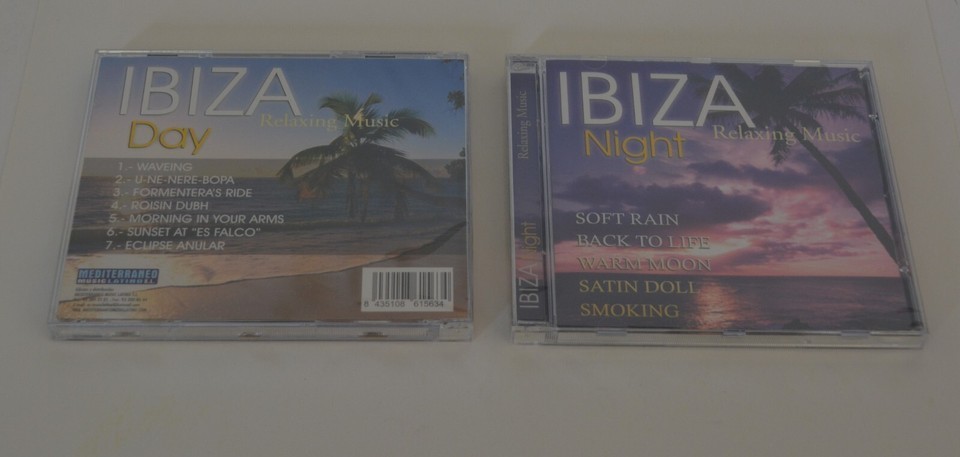 IBIZA
Relaxing Music
Day
1.- WAVEING
2.- U-NE-NERE-BOPA
3.- FORMENTERA'S RIDE
4.- ROISIN DUBH
5.- MORNING IN YOUR ARMS
6.- SUNSET AT "ES FALCO"
7.- ECLIPSE ANULAR
MEDITERRANEO
MUSIC LATINO S.L.
8 435108 615634
Relaxing Music
IBIZA Night
IBIZA
Relaxing Music
Night
SOFT RAIN
BACK TO LIFE
WARM MOON
SATIN DOLL
SMOKING